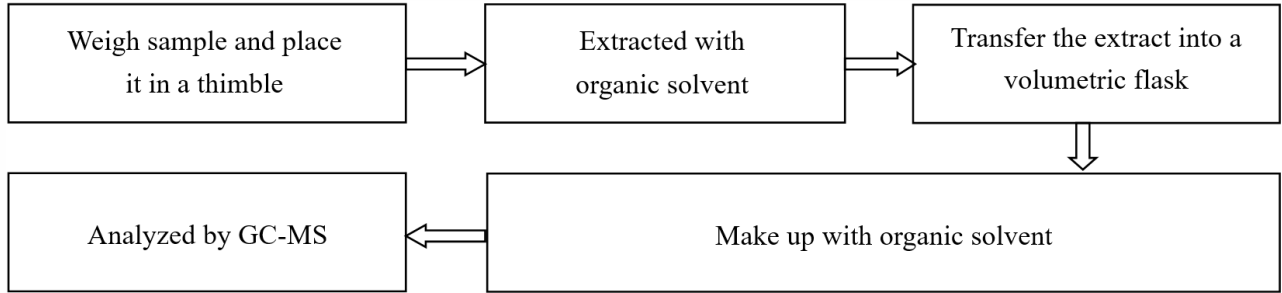 Weigh sample and place
it in a thimble
Extracted with
organic solvent
Transfer the extract into a
volumetric flask
Make up with organic solvent
Analyzed by GC-MS